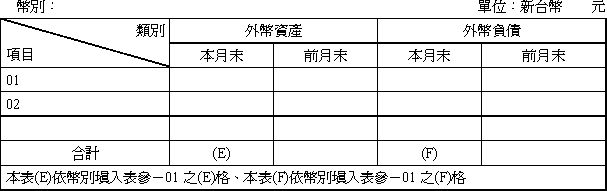 幣別： 單位：新台幣 元
類別 外幣資產 外幣負債
項目 本月末 前月末 本月末 前月末
01
02
合計 (E) (F)
本表(E)依幣別填入表參－01 之(E)格、本表(F)依幣別填入表參－01 之(F)格